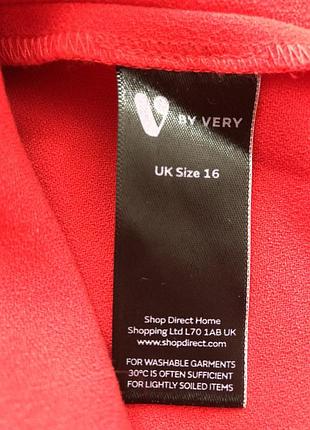 V BY VERY
UK Size 16
Shop Direct Home
Shopping Ltd L70 1AB UK
www.shopdirect.com
FOR WASHABLE GARMENTS
30°C IS OFTEN SUFFICIENT
FOR LIGHTLY SOILED ITEMS